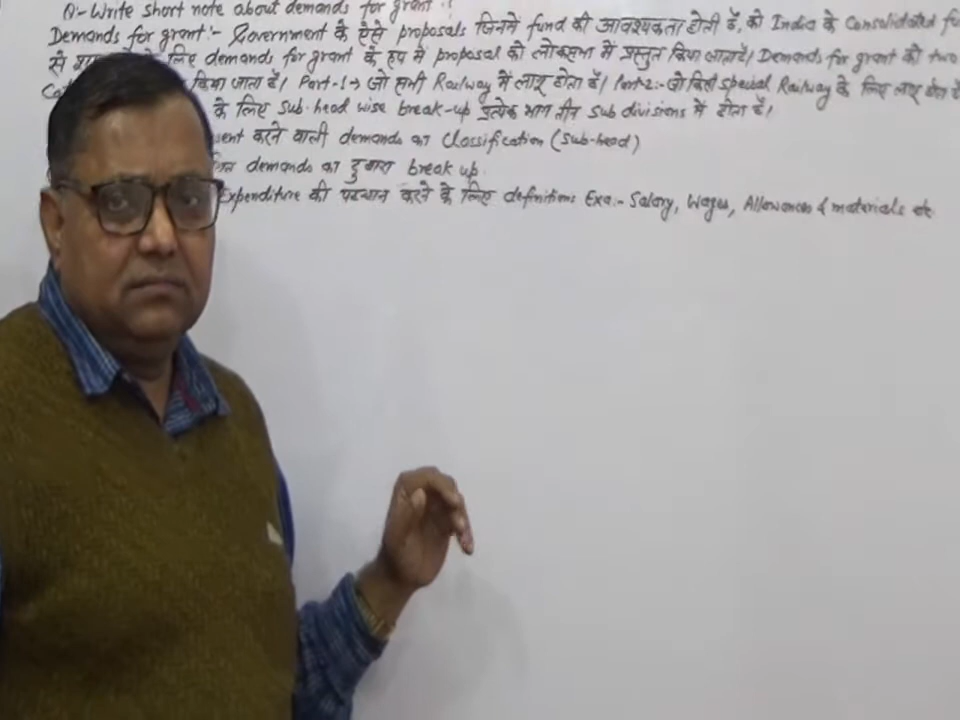 Q:- Write short note about demands for grant.
Demands for grant:- Government के ऐसे proposals जिनमे fund की आवश्यकता होती हैं, को India के Consolidated
से लिए demands for grant के रूप में proposal को लोकसभा में प्रस्तुत किया जाता है। Demands for grant को two
किया जाता हैं। Part-1→ जो सभी Railway में लागू होता हैं। Part-2:- जो किसी special Railway के लिए लागू होता हैं
के लिए Sub-head wise break-up प्रत्येक भाग तीन sub divisions में होता हैं।
करने वाली demands का Classification (Sub-head)
demands का दुबारा break up.
Expenditure की पहचान करने के लिए definitions Exa:- Salary, Wages, Allowances & materials etc